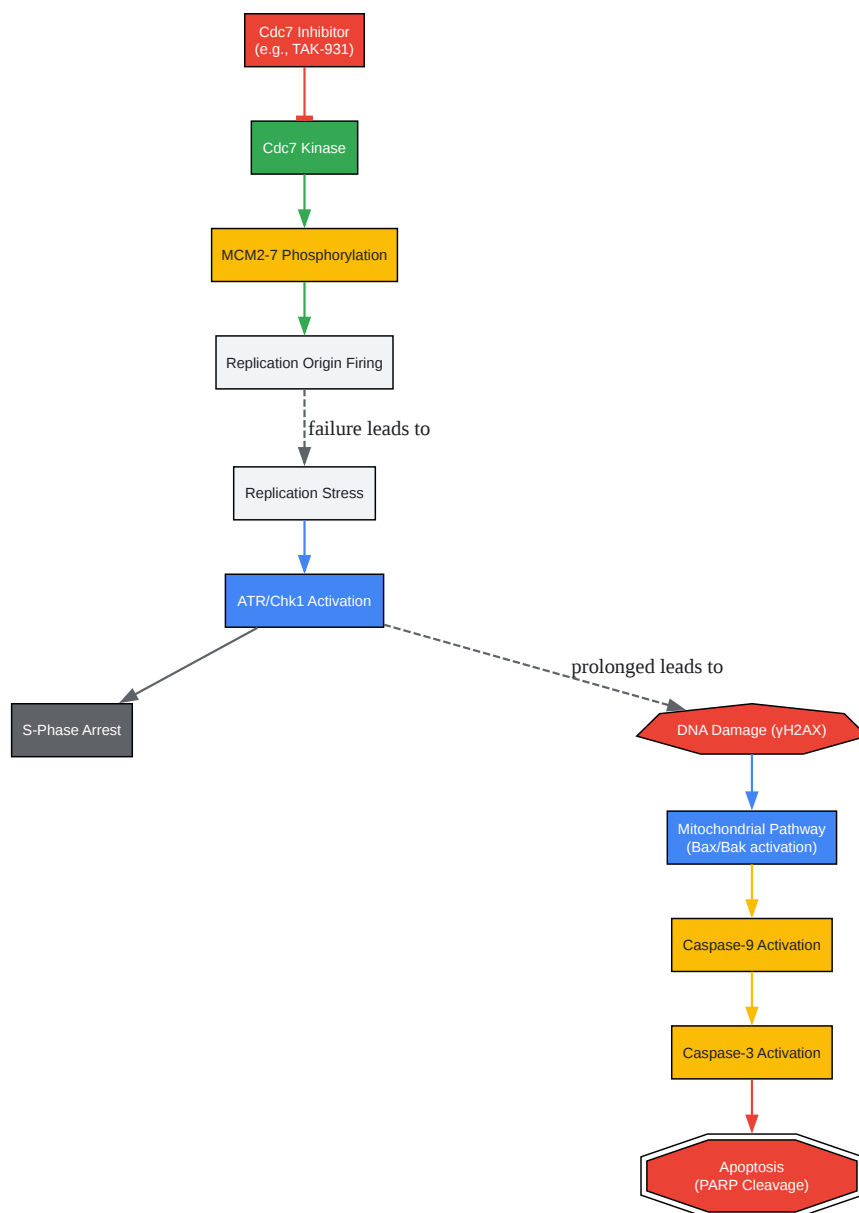 Cdc7 Inhibitor
(e.g., TAK-931)
Cdc7 Kinase
MCM2-7 Phosphorylation
Replication Origin Firing
failure leads to
Replication Stress
ATR/Chk1 Activation
prolonged leads to
S-Phase Arrest
DNA Damage (γH2AX)
Mitochondrial Pathway
(Bax/Bak activation)
Caspase-9 Activation
Caspase-3 Activation
Apoptosis
(PARP Cleavage)